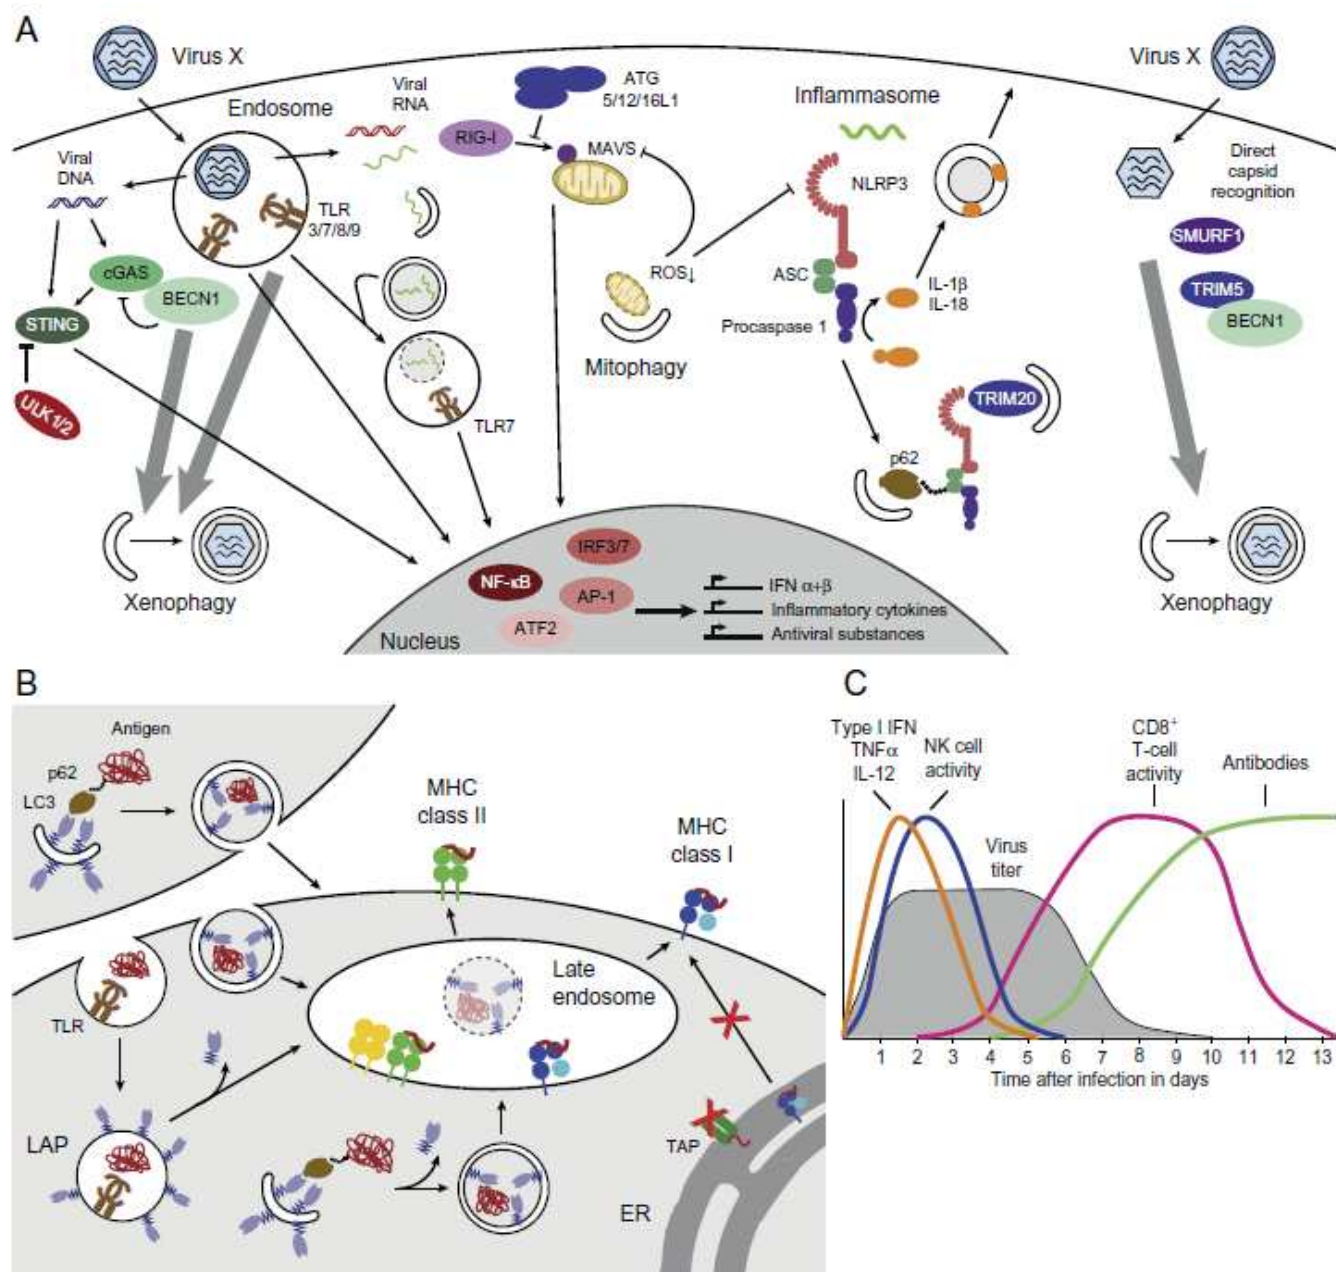 A
Virus X
Endosome
Viral
RNA
ATG
5/12/16L1
RIG-I
MAVS
Inflammasome
Virus X
Viral
DNA
TLR
3/7/8/9
NLRP3
Direct
capsid
recognition
SMURF1
cGAS
BECN1
STING
ULK1/2
ROS↓
ASC
IL-1β
IL-18
Procaspase 1
TRIM5
BECN1
Mitophagy
TLR7
TRIM20
p62
Xenophagy
IRF3/7
NF-κB
AP-1
ATF2
Nucleus
IFN α+β
Inflammatory cytokines
Antiviral substances
Xenophagy
B
Antigen
p62
LC3
MHC
class II
MHC
class I
TLR
Late
endosome
LAP
TAP
ER
C
Type I IFN
TNFα
IL-12
NK cell
activity
CD8⁺
T-cell
activity
Antibodies
Virus
titer
1 2 3 4 5 6 7 8 9 10 11 12 13
Time after infection in days